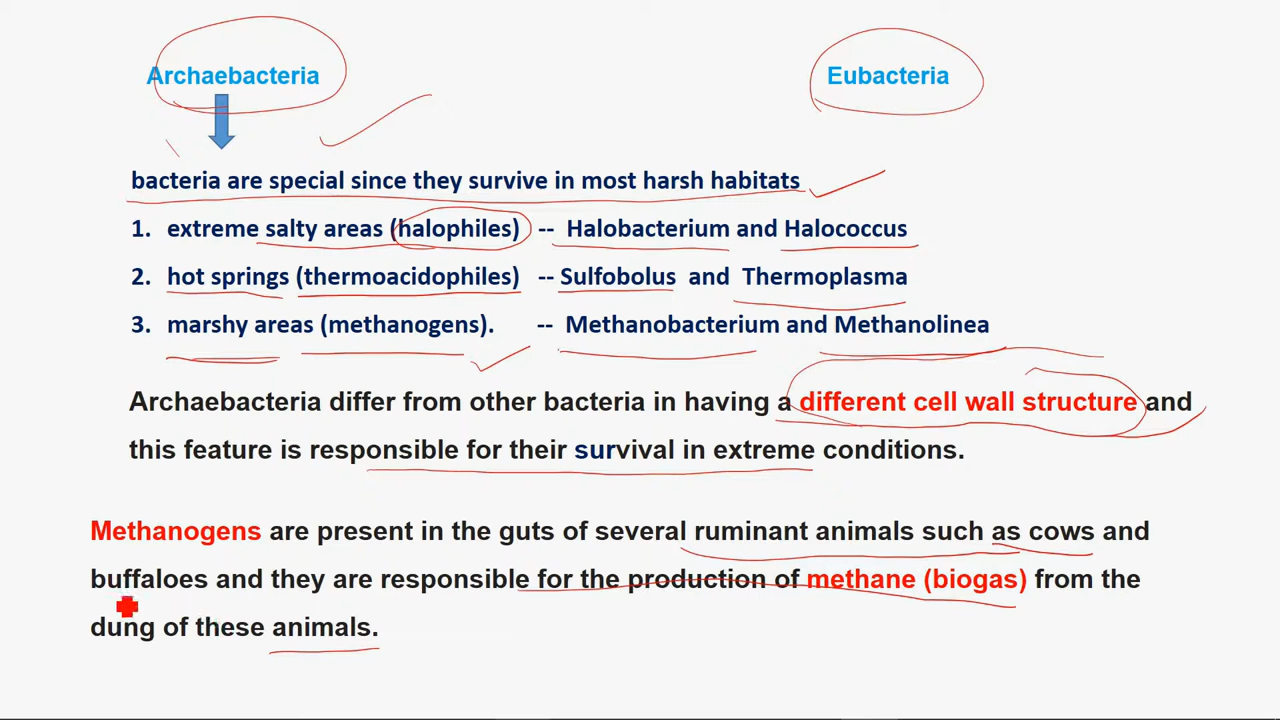 Archaebacteria Eubacteria
bacteria are special since they survive in most harsh habitats
1. extreme salty areas (halophiles) -- Halobacterium and Halococcus
2. hot springs (thermoacidophiles) -- Sulfobolus and Thermoplasma
3. marshy areas (methanogens). -- Methanobacterium and Methanolinea
Archaebacteria differ from other bacteria in having a different cell wall structure and
this feature is responsible for their survival in extreme conditions.
Methanogens are present in the guts of several ruminant animals such as cows and
buffaloes and they are responsible for the production of methane (biogas) from the
dung of these animals.